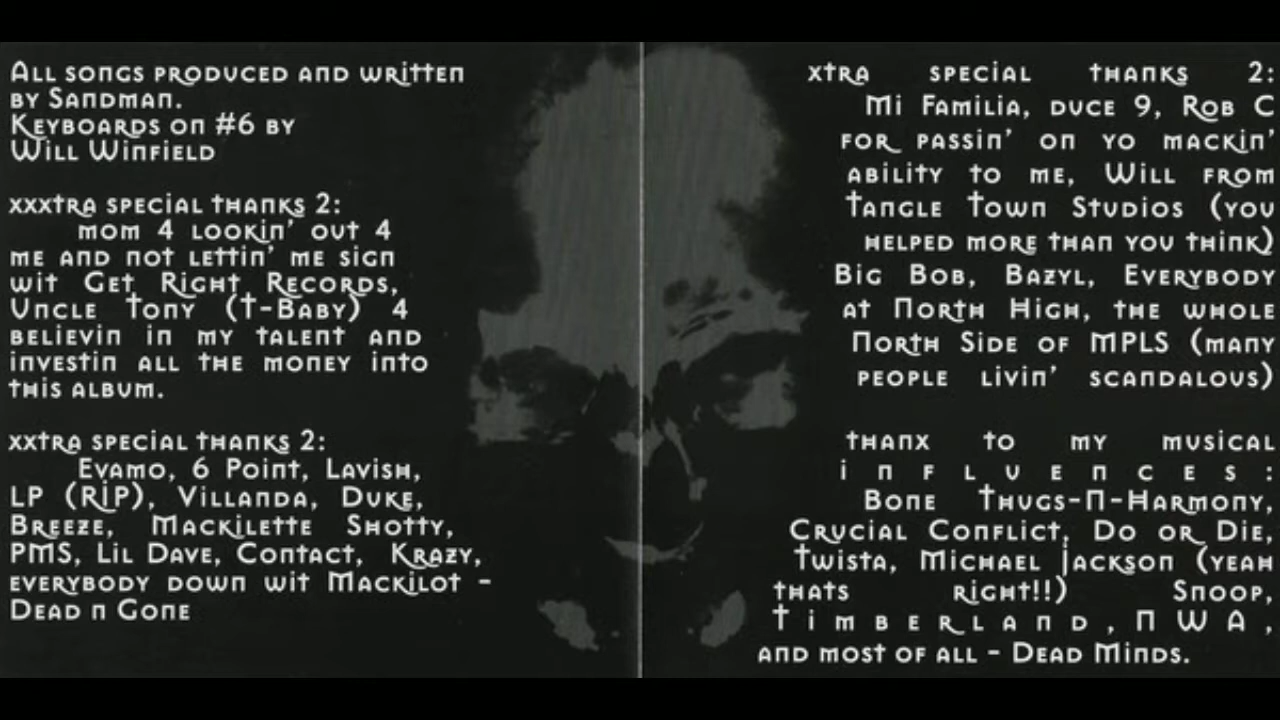 All songs produced and written
by Sandman.
Keyboards on #6 by
Will Winfield
xxxtra special thanks 2:
mom 4 lookin' out 4
me and not lettin' me sign
wit Get Right Records,
Uncle Tony (T-Baby) 4
believin in my talent and
investin all the money into
this album.
xxtra special thanks 2:
Evamo, 6 Point, Lavish,
LP (RIP), Villanda, Duke,
Breeze, Mackilette Shotty,
PMS, Lil Dave, Contact, Krazy,
everybody down wit Mackilot -
Dead n Gone
xtra special thanks 2:
Mi Familia, duce 9, Rob C
for passin' on yo mackin'
ability to me, Will from
Tangle Town Studios (you
helped more than you think)
Big Bob, Bazyl, Everybody
at North High, the whole
North Side of MPLS (many
people livin' scandalous)
thanx to my musical
influences:
Bone Thugs-N-Harmony,
Crucial Conflict, Do or Die,
Twista, Michael Jackson (yeah
thats right!!) Snoop,
Timberland, NWA,
and most of all - Dead Minds.